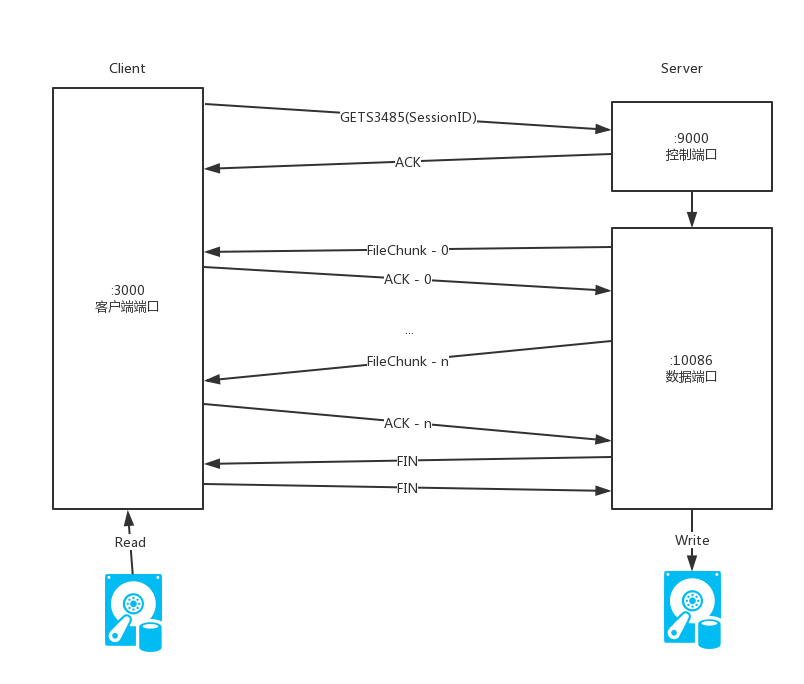 Client
Server
GETS3485(SessionID)
:9000
控制端口
ACK
FileChunk - 0
ACK - 0
:3000
客户端端口
...
FileChunk - n
:10086
数据端口
ACK - n
FIN
FIN
Read
Write